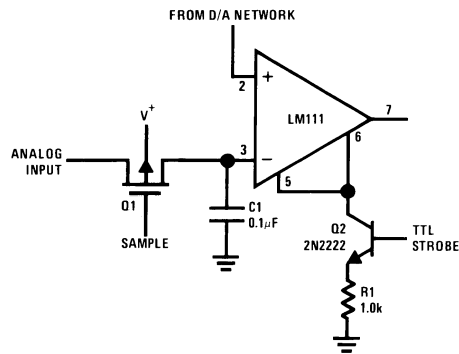 FROM D/A NETWORK
2
+
LM111
7
V+
6
ANALOG
INPUT
3
−
5
Q1
C1
0.1μF
SAMPLE
Q2
2N2222
TTL
STROBE
R1
1.0k